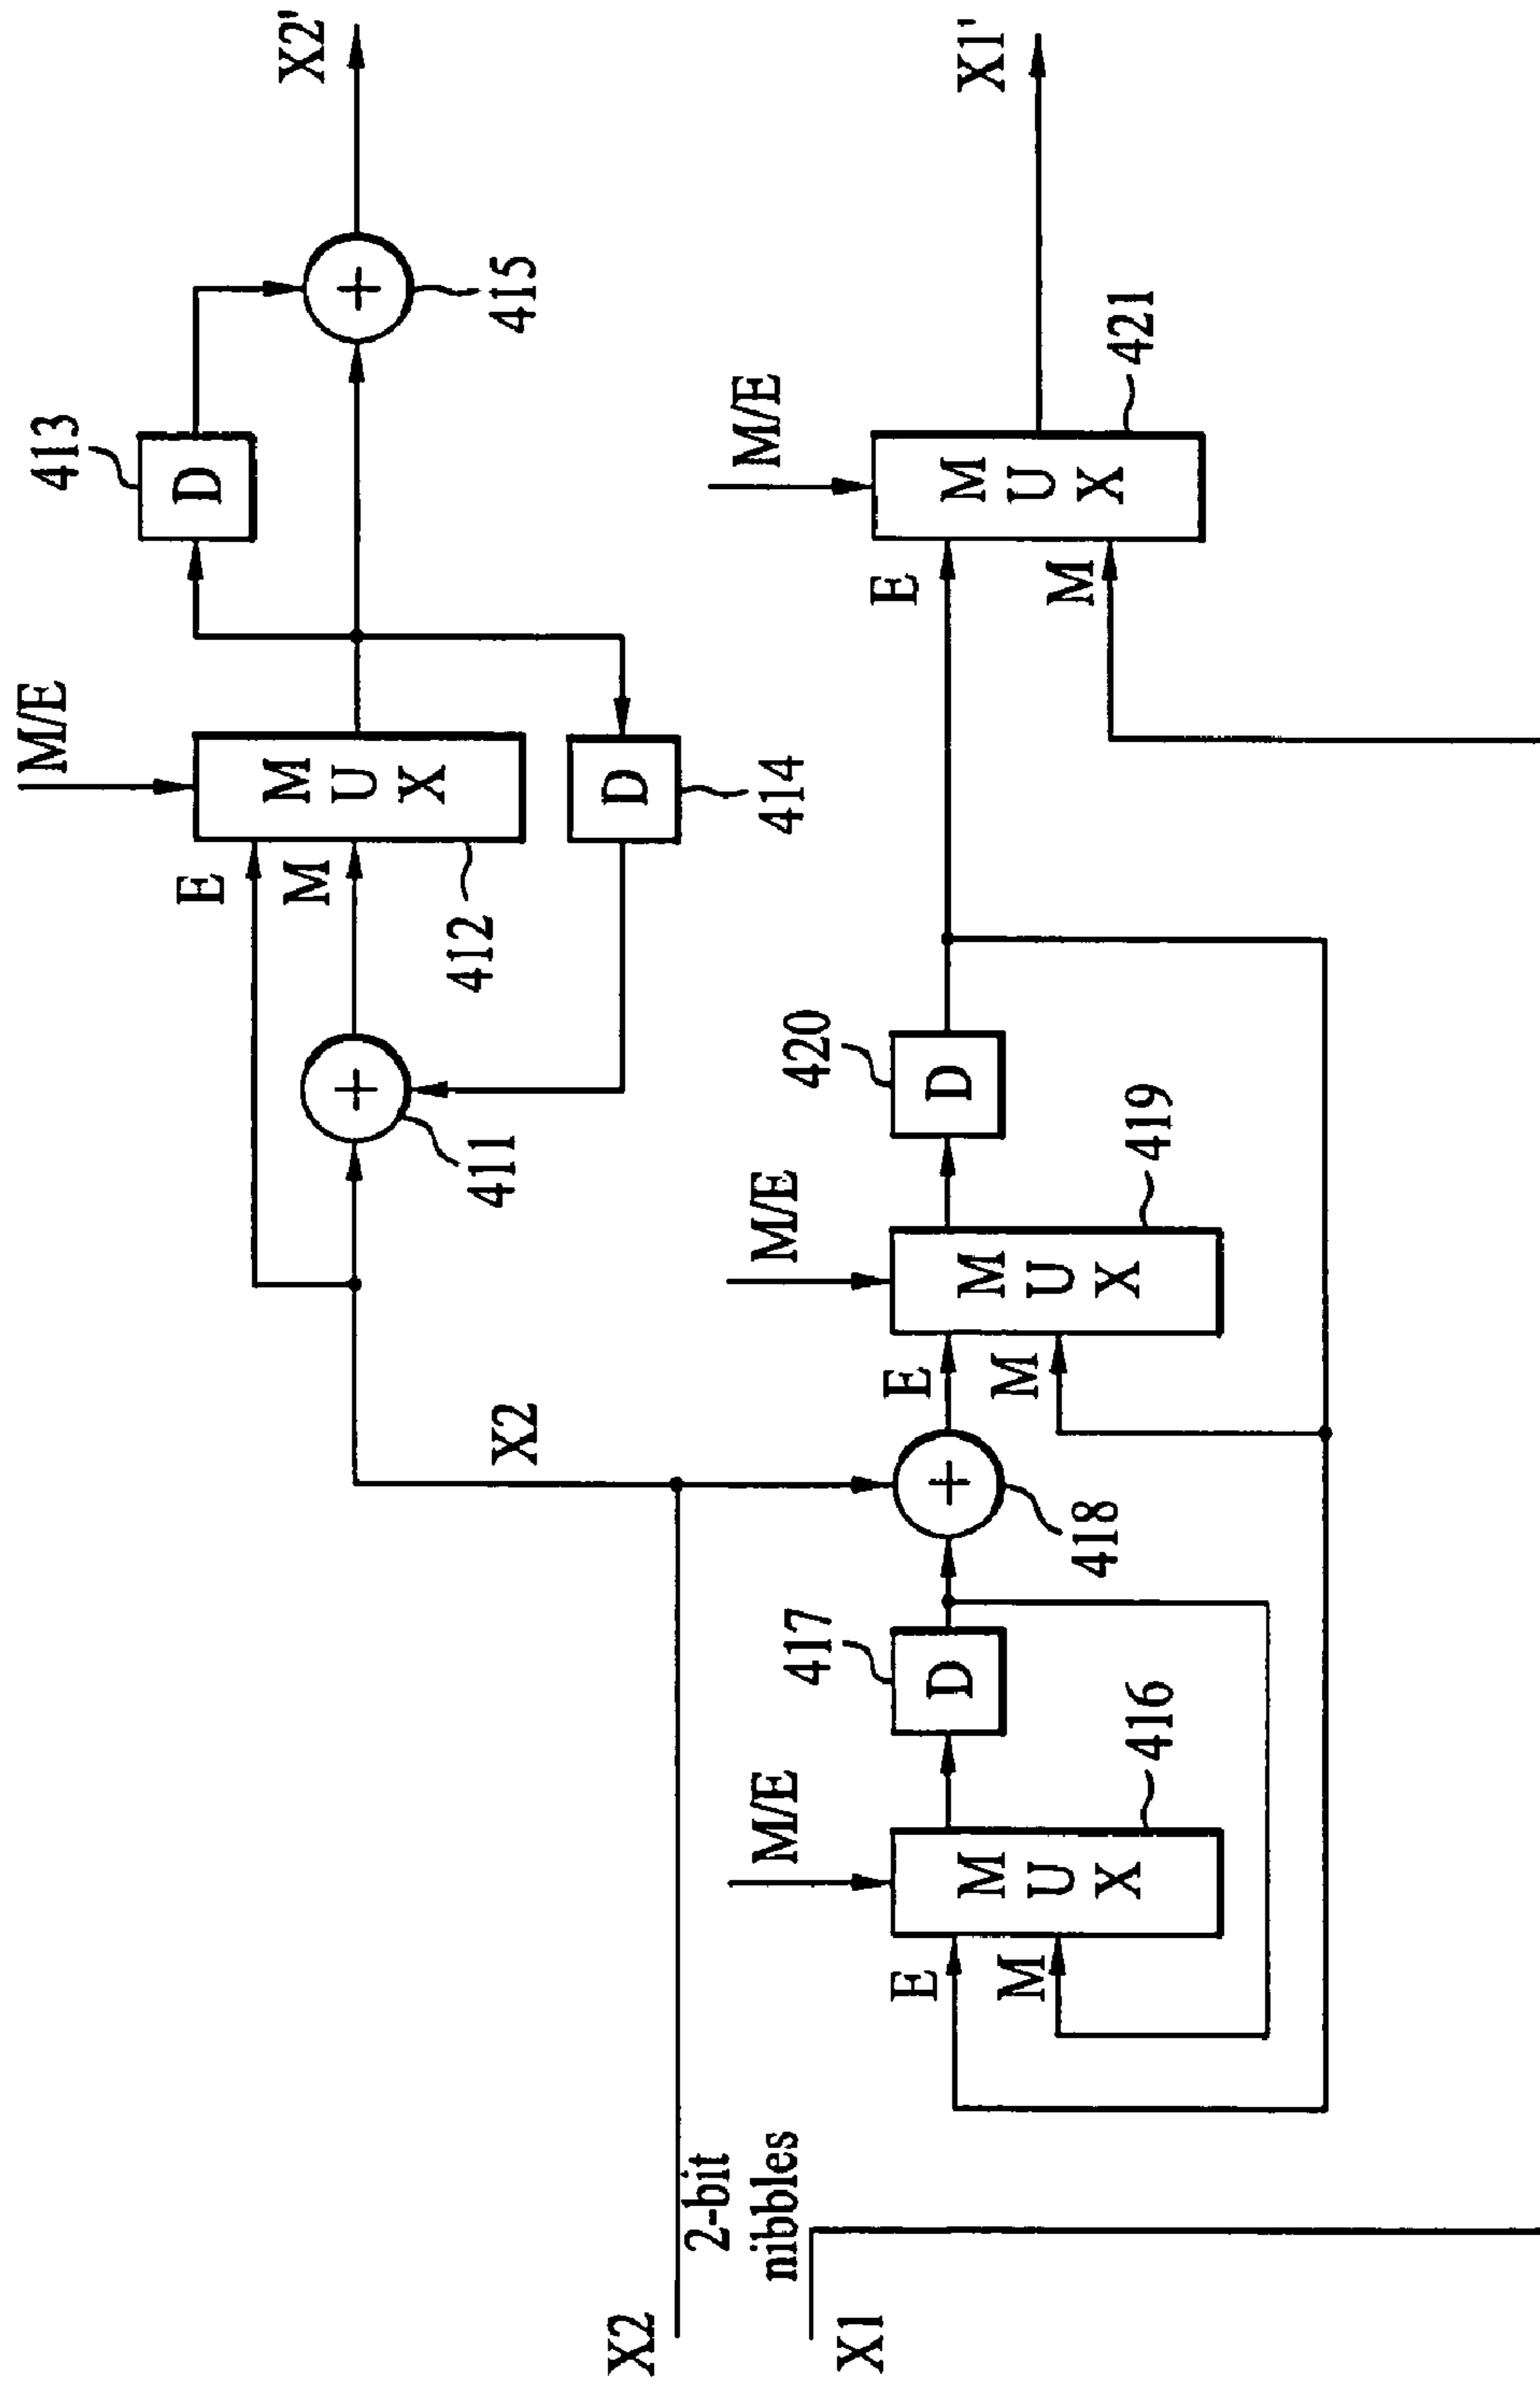 X2
2-bit
nibbles
X1
X2
411
E
M
M/E
M
U
X
412
D
413
D
414
+
+
415
X2'
E
M
M/E
M
U
X
416
D
417
+
418
E
M
M/E
M
U
X
419
D
420
E
M
M/E
M
U
X
421
X1'